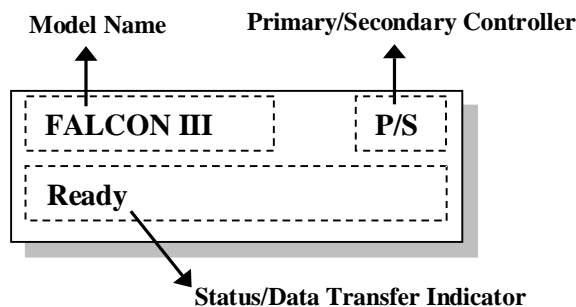 Model Name
Primary/Secondary Controller
FALCON III
P/S
Ready
Status/Data Transfer Indicator